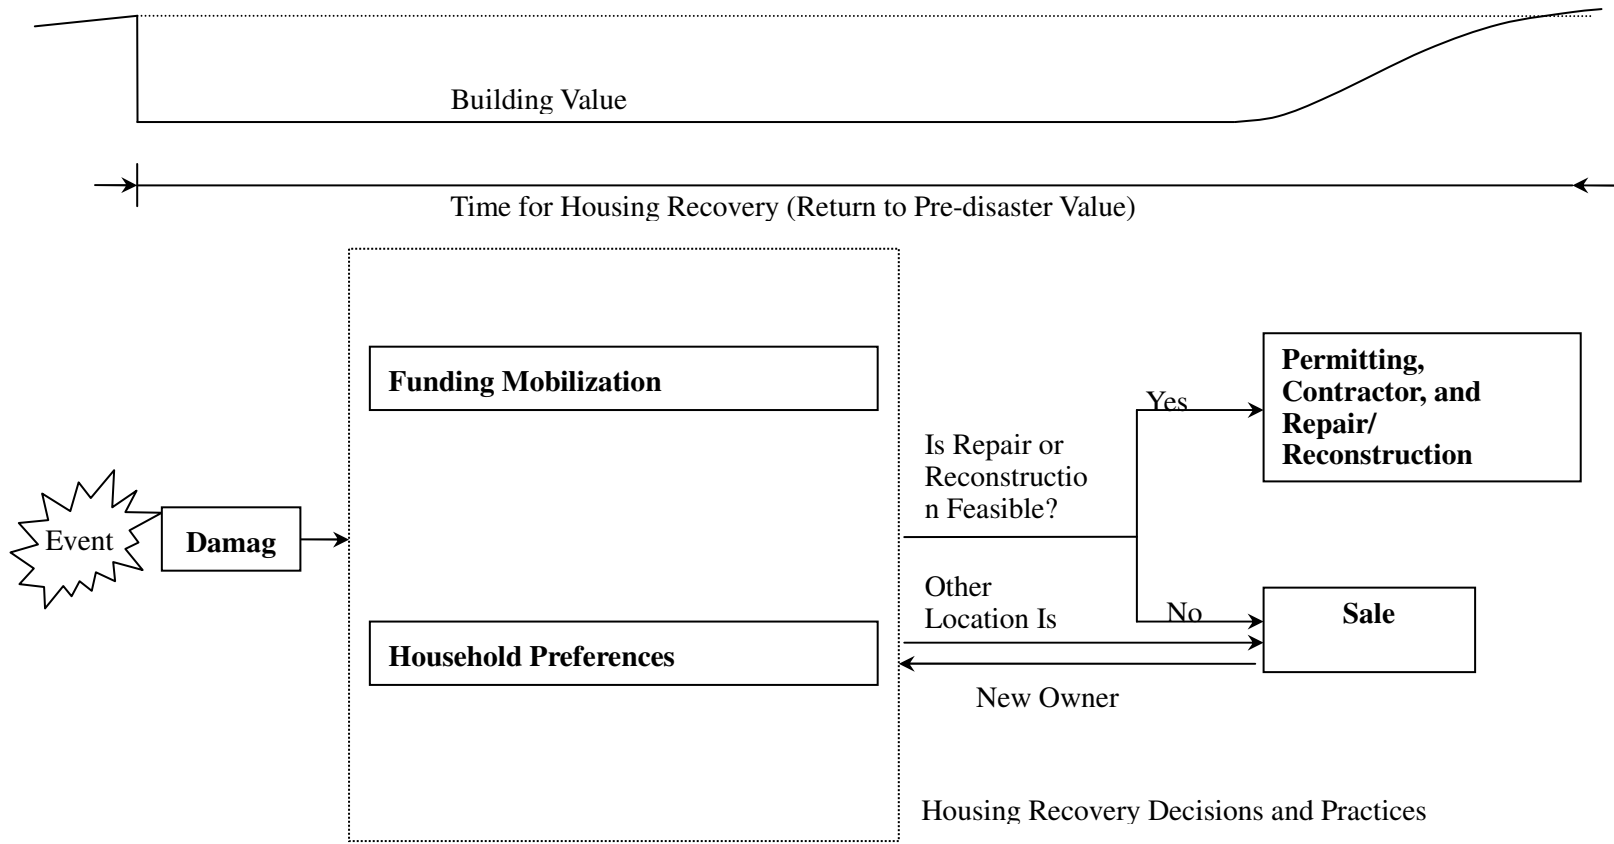 Building Value
Time for Housing Recovery (Return to Pre-disaster Value)
Funding Mobilization
Permitting,
Contractor, and
Repair/
Reconstruction
Yes
Is Repair or
Reconstructio
n Feasible?
Event
Damag
Other
Location Is
No
Sale
Household Preferences
New Owner
Housing Recovery Decisions and Practices